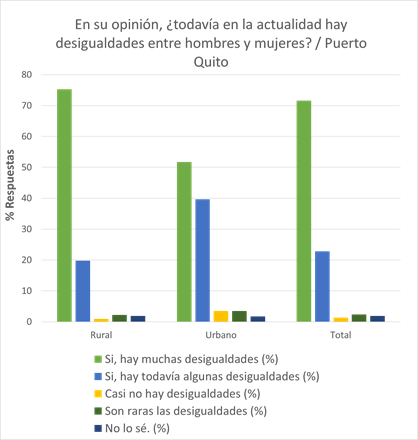 En su opinión, ¿todavía en la actualidad hay
desigualdades entre hombres y mujeres? / Puerto
Quito
% Respuestas
80
70
60
50
40
30
20
10
0
Rural Urbano Total
Si, hay muchas desigualdades (%)
Si, hay todavía algunas desigualdades (%)
Casi no hay desigualdades (%)
Son raras las desigualdades (%)
No lo sé. (%)